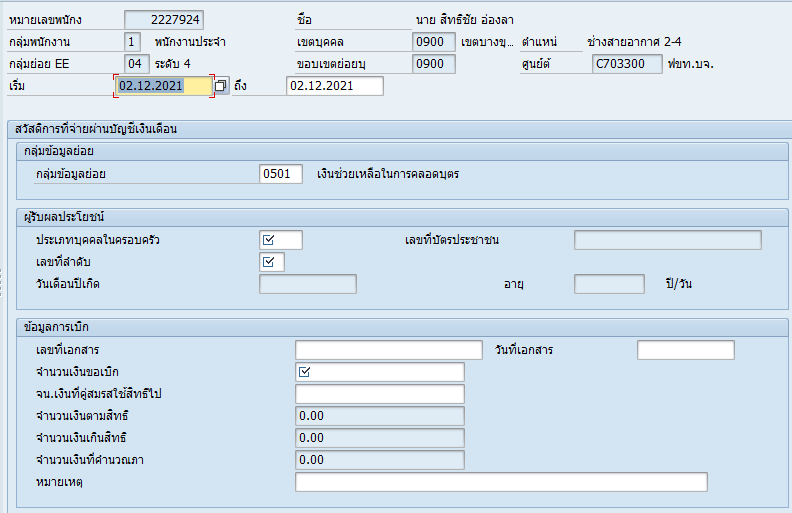 หมายเลขพนักง 2227924 ชื่อ นาย สิทธิชัย อ่องลา
กลุ่มพนักงาน 1 พนักงานประจำ เขตบุคคล 0900 เขตบางขุ... ตำแหน่ ช่างสายอากาศ 2-4
กลุ่มย่อย EE 04 ระดับ 4 ขอบเขตย่อยบุ 0900 ศูนย์ต้ C703300 ฟขท.บจ.
เริ่ม 02.12.2021 ถึง 02.12.2021
สวัสดิการที่จ่ายผ่านบัญชีเงินเดือน
กลุ่มข้อมูลย่อย
กลุ่มข้อมูลย่อย 0501 เงินช่วยเหลือในการคลอดบุตร
ผู้รับผลประโยชน์
ประเภทบุคคลในครอบครัว เลขที่บัตรประชาชน
เลขที่ลำดับ
วันเดือนปีเกิด อายุ ปี/วัน
ข้อมูลการเบิก
เลขที่เอกสาร วันที่เอกสาร
จำนวนเงินขอเบิก
จน.เงินที่คู่สมรสใช้สิทธิไป
จำนวนเงินตามสิทธิ 0.00
จำนวนเงินเกินสิทธิ 0.00
จำนวนเงินที่คำนวณภา 0.00
หมายเหตุ